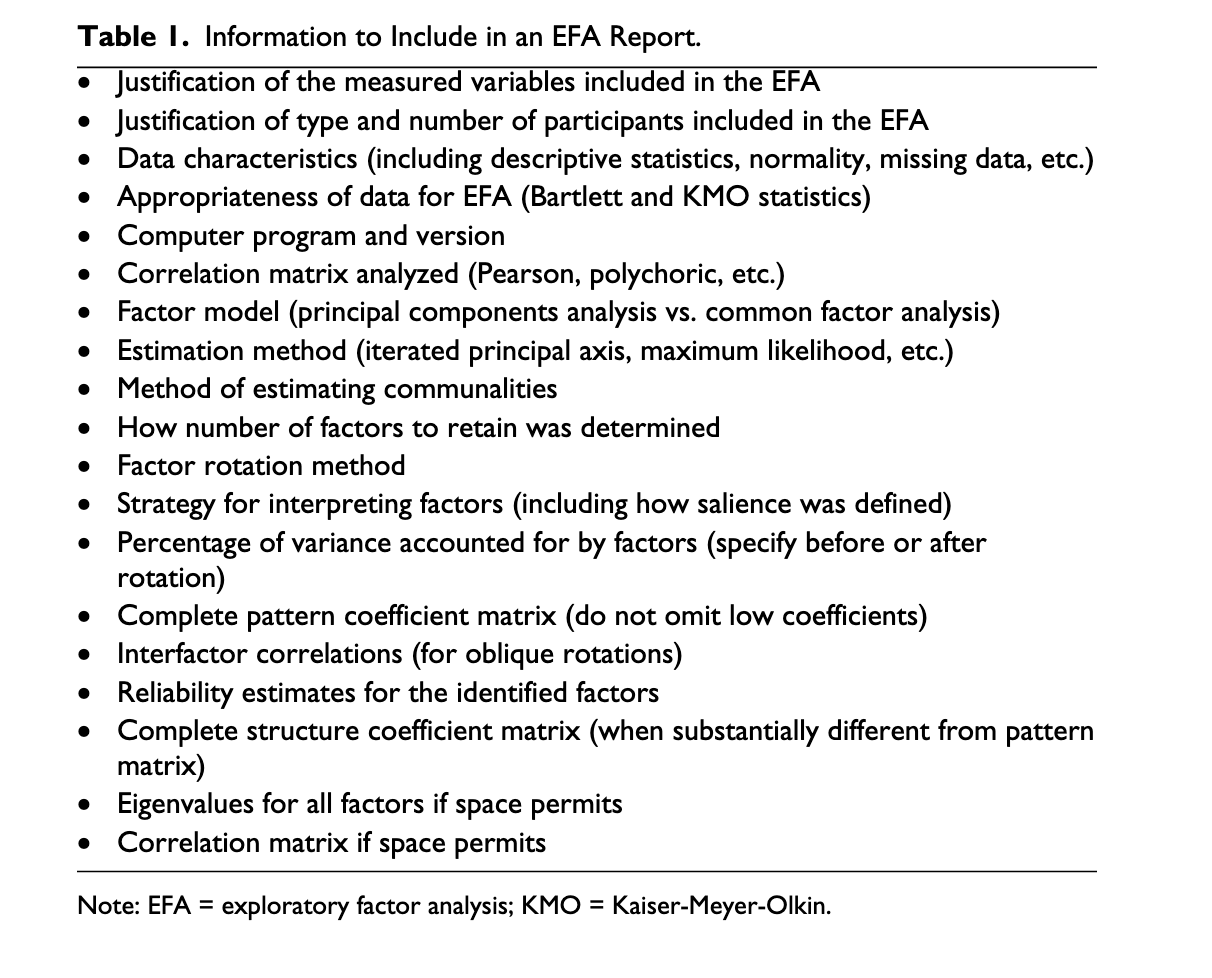 Table 1. Information to Include in an EFA Report.
• Justification of the measured variables included in the EFA
• Justification of type and number of participants included in the EFA
• Data characteristics (including descriptive statistics, normality, missing data, etc.)
• Appropriateness of data for EFA (Bartlett and KMO statistics)
• Computer program and version
• Correlation matrix analyzed (Pearson, polychoric, etc.)
• Factor model (principal components analysis vs. common factor analysis)
• Estimation method (iterated principal axis, maximum likelihood, etc.)
• Method of estimating communalities
• How number of factors to retain was determined
• Factor rotation method
• Strategy for interpreting factors (including how salience was defined)
• Percentage of variance accounted for by factors (specify before or after
rotation)
• Complete pattern coefficient matrix (do not omit low coefficients)
• Interfactor correlations (for oblique rotations)
• Reliability estimates for the identified factors
• Complete structure coefficient matrix (when substantially different from pattern
matrix)
• Eigenvalues for all factors if space permits
• Correlation matrix if space permits
Note: EFA = exploratory factor analysis; KMO = Kaiser-Meyer-Olkin.